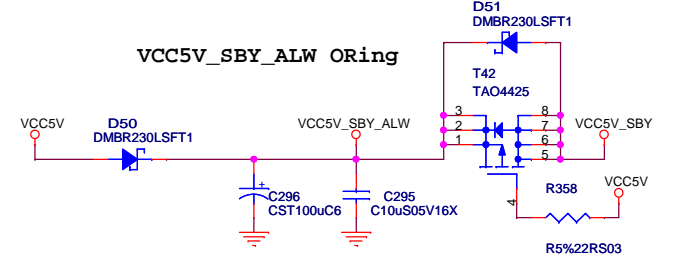 D51
DMBR230LSFT1
VCC5V_SBY_ALW ORing
T42
TAO4425
VCC5V
D50
DMBR230LSFT1
VCC5V_SBY_ALW
3
2
1
8
7
6
5
VCC5V_SBY
4
R358
VCC5V
+
C296
CST100uC6
C295
C10uS05V16X
R5%22RS03